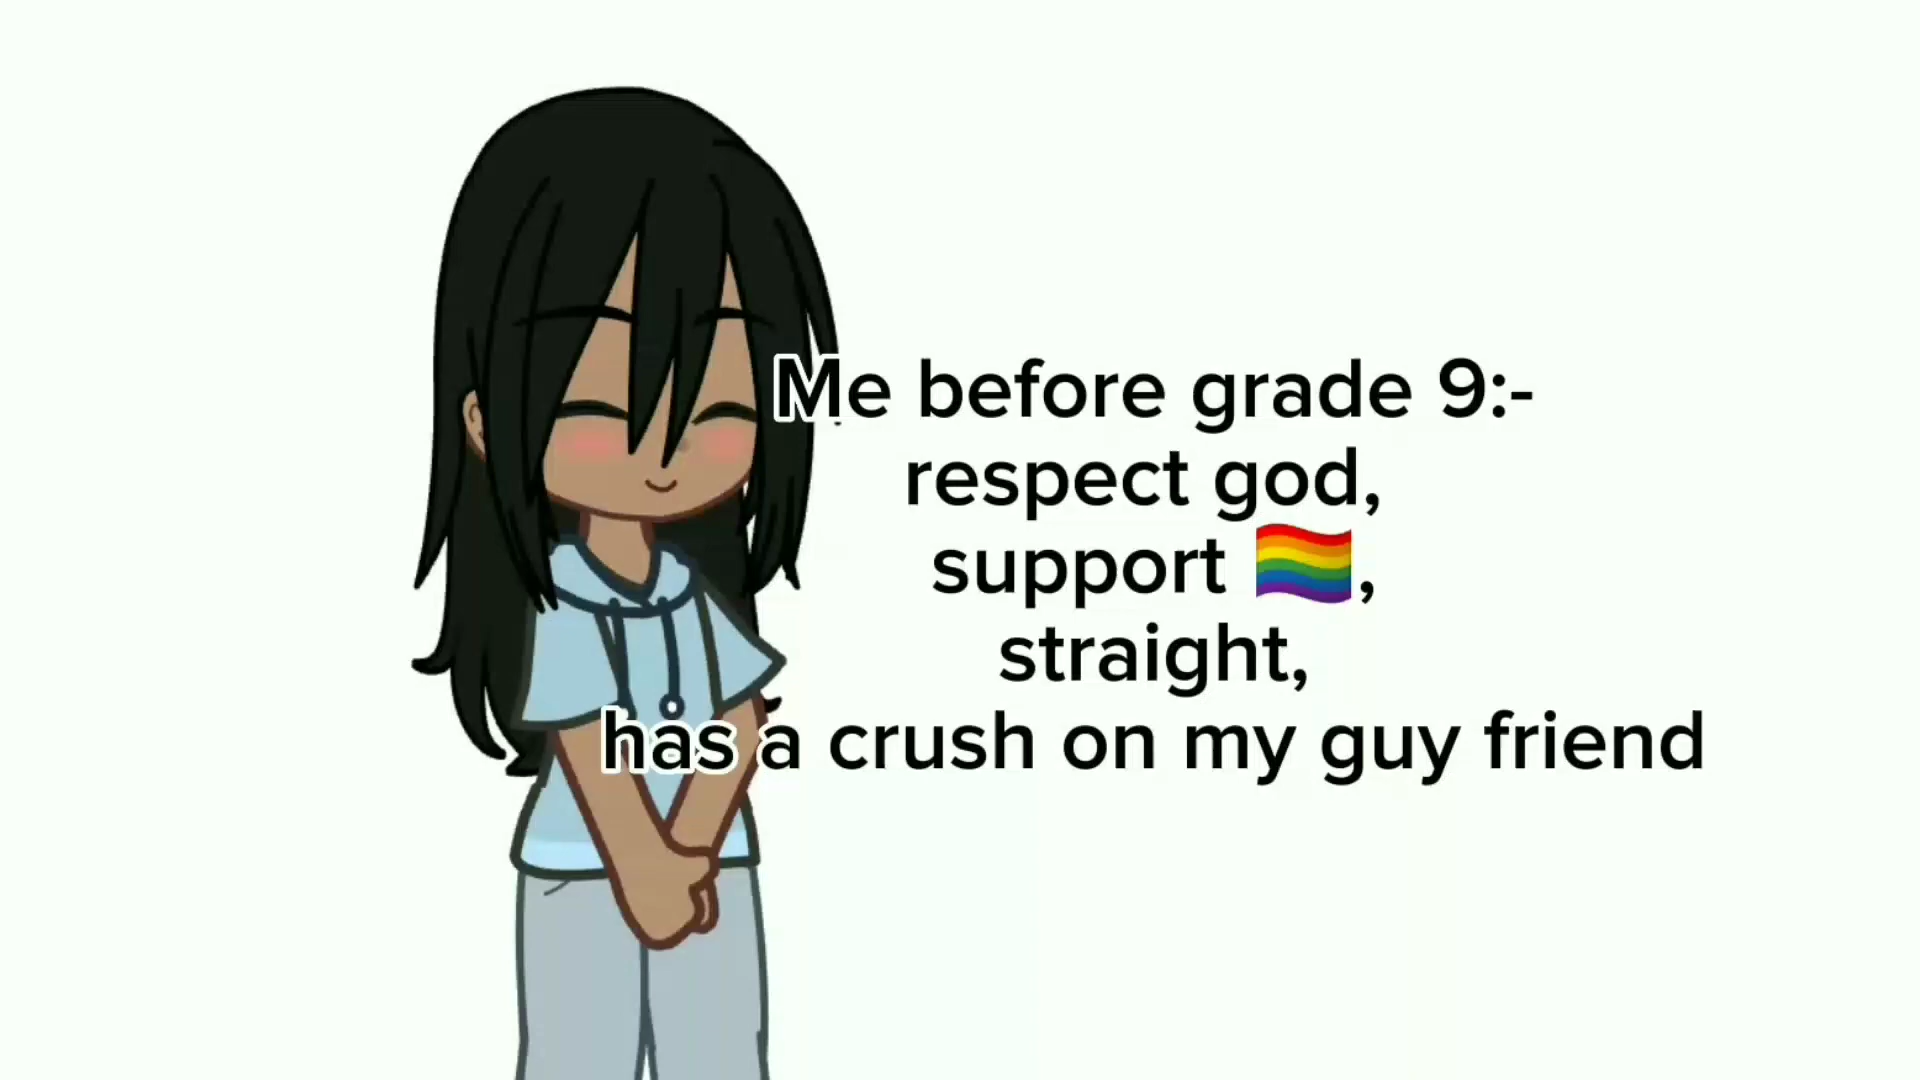 Me before grade 9:-
respect god,
support 🏳️‍🌈,
straight,
has a crush on my guy friend